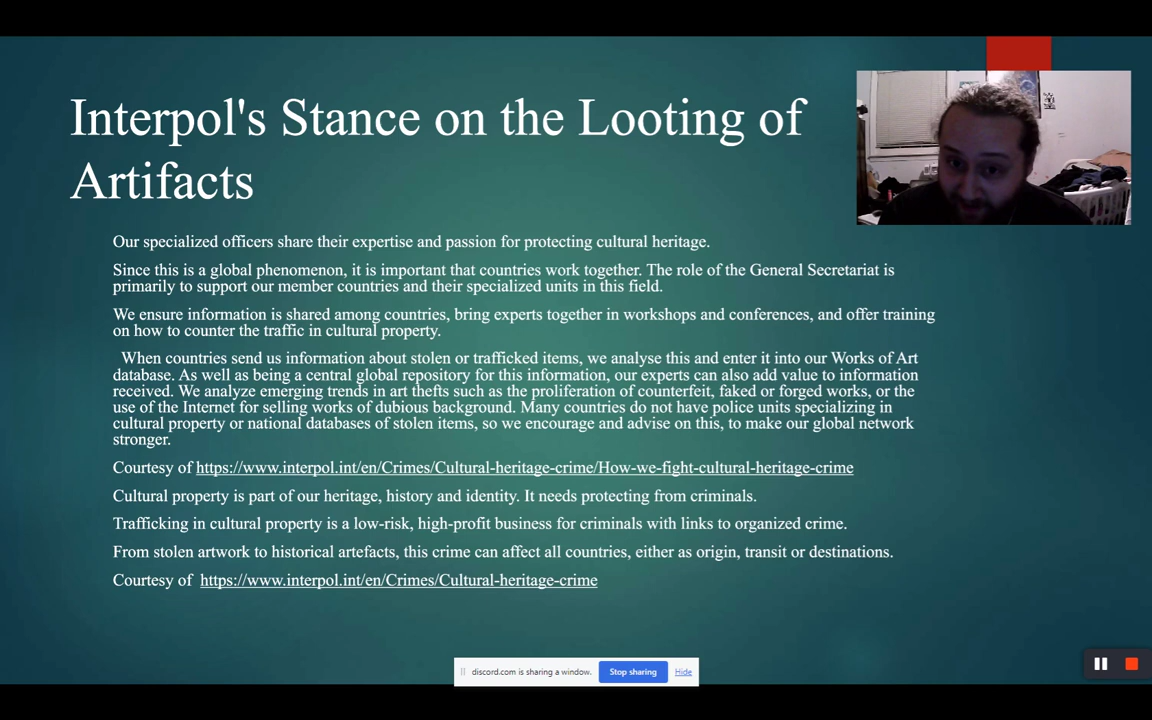 Interpol's Stance on the Looting of
Artifacts
Our specialized officers share their expertise and passion for protecting cultural heritage.
Since this is a global phenomenon, it is important that countries work together. The role of the General Secretariat is
primarily to support our member countries and their specialized units in this field.
We ensure information is shared among countries, bring experts together in workshops and conferences, and offer training
on how to counter the traffic in cultural property.
When countries send us information about stolen or trafficked items, we analyse this and enter it into our Works of Art
database. As well as being a central global repository for this information, our experts can also add value to information
received. We analyze emerging trends in art thefts such as the proliferation of counterfeit, faked or forged works, or the
use of the Internet for selling works of dubious background. Many countries do not have police units specializing in
cultural property or national databases of stolen items, so we encourage and advise on this, to make our global network
stronger.
Courtesy of https://www.interpol.int/en/Crimes/Cultural-heritage-crime/How-we-fight-cultural-heritage-crime
Cultural property is part of our heritage, history and identity. It needs protecting from criminals.
Trafficking in cultural property is a low-risk, high-profit business for criminals with links to organized crime.
From stolen artwork to historical artefacts, this crime can affect all countries, either as origin, transit or destinations.
Courtesy of https://www.interpol.int/en/Crimes/Cultural-heritage-crime
discord.com is sharing a window. Stop sharing Hide